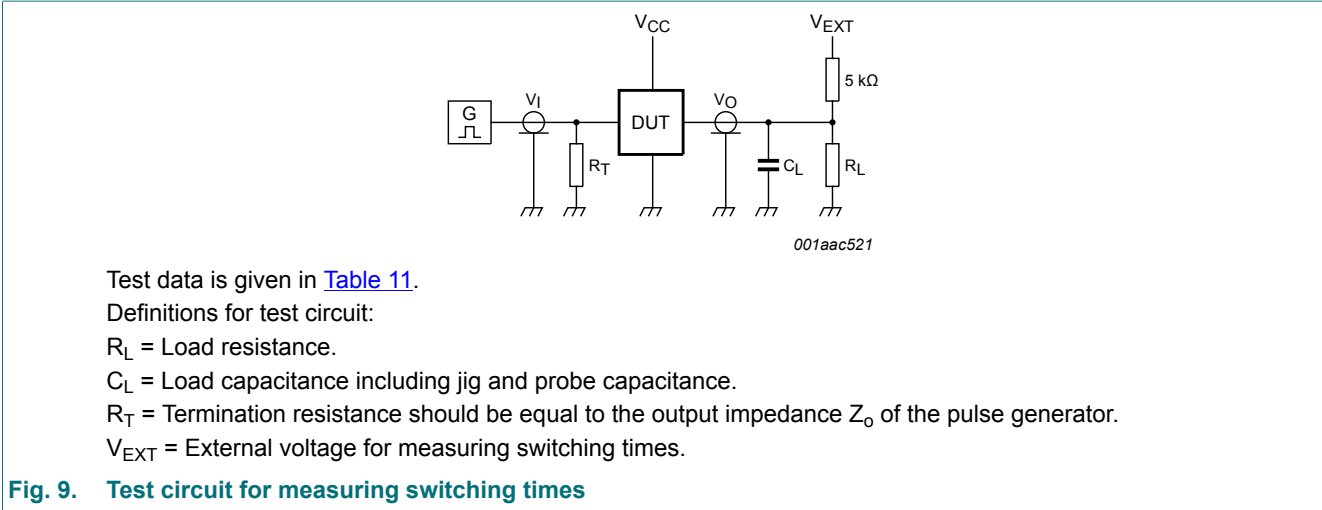 VCC
VEXT
5 kΩ
G
VI
DUT
VO
RT
CL
RL
001aac521
Test data is given in Table 11.
Definitions for test circuit:
RL = Load resistance.
CL = Load capacitance including jig and probe capacitance.
RT = Termination resistance should be equal to the output impedance Zo of the pulse generator.
VEXT = External voltage for measuring switching times.
Fig. 9. Test circuit for measuring switching times